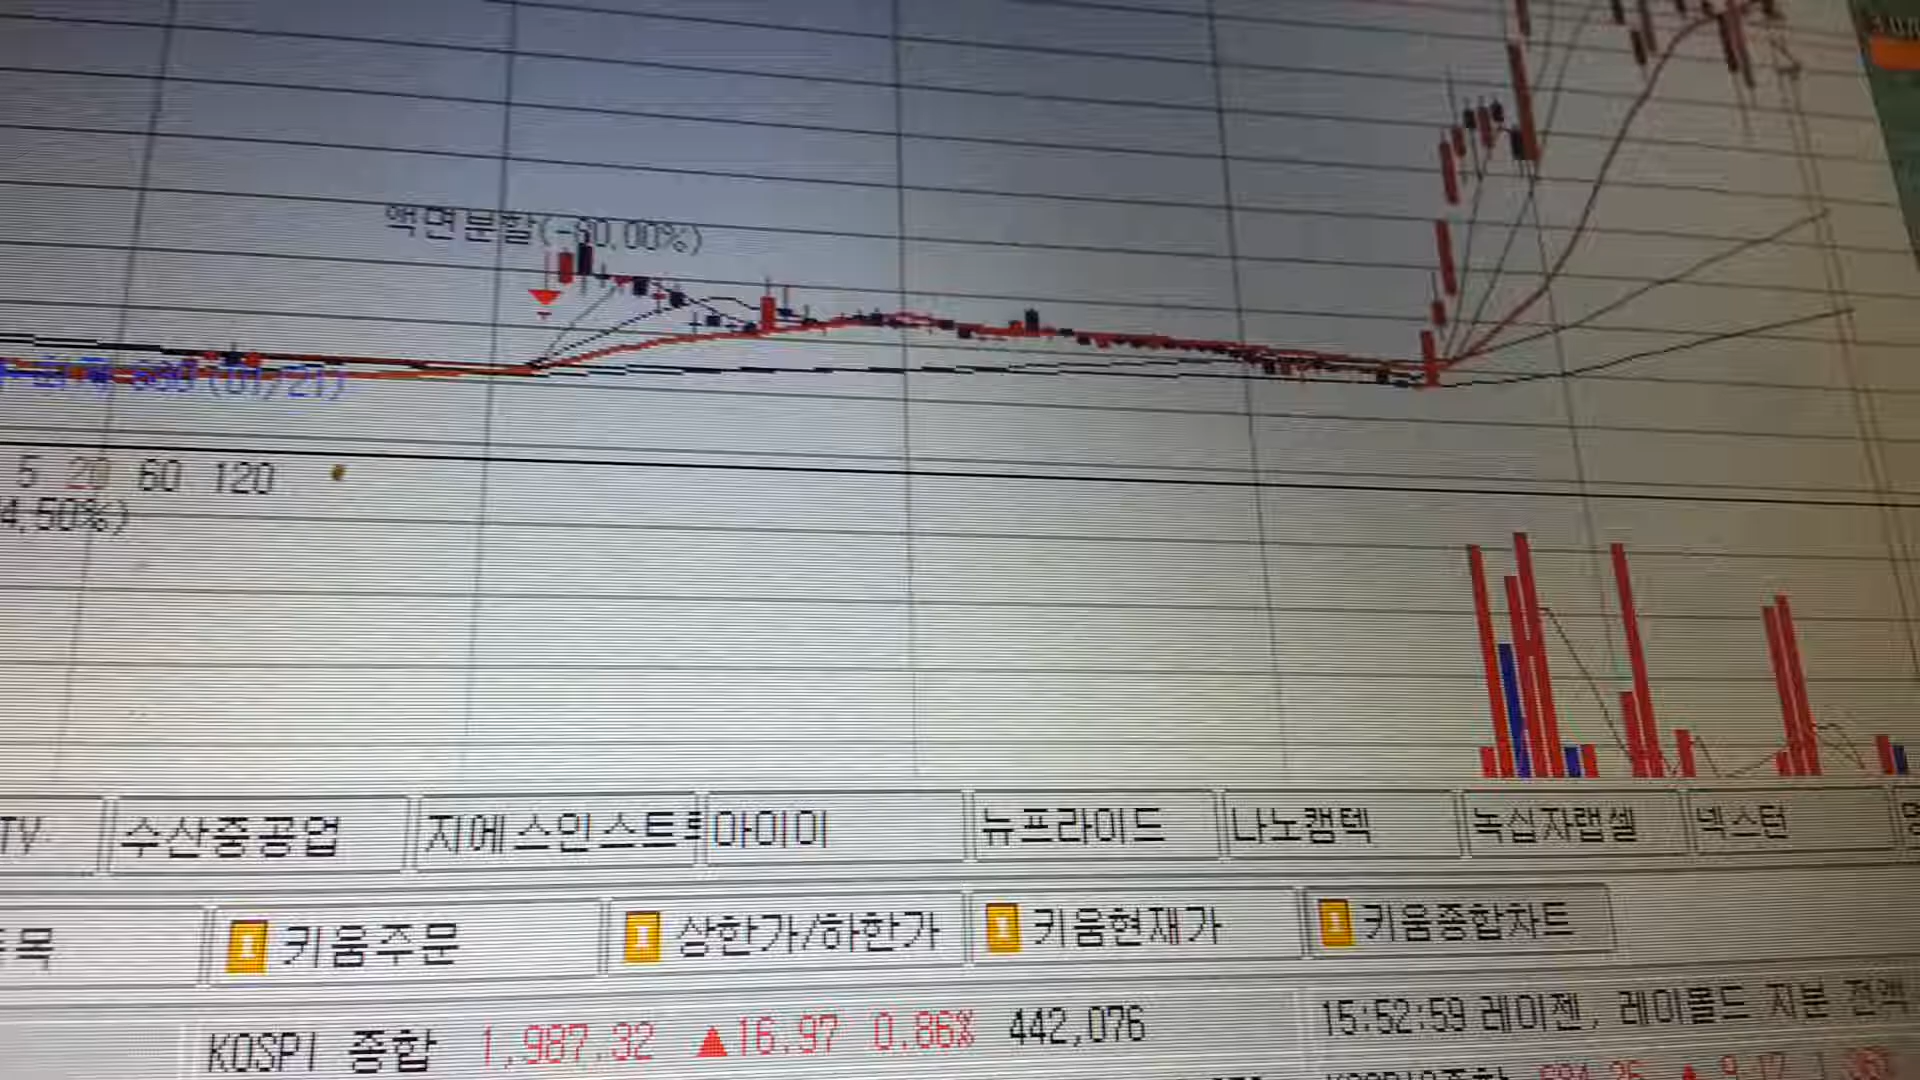 액면분할(-80.00%)
(01/21)
5 20 60 120
4.50%)
TV 수산중공업 지에스인스트루 아이이 뉴프라이드 나노캠텍 녹십자랩셀 넥스턴
키움주문 상한가/하한가 키움현재가 키움종합차트
KOSPI 종합 1,987.32 ▲16.97 0.86% 442,076 15:52:59 레이젠, 레이몰드 지분 전액